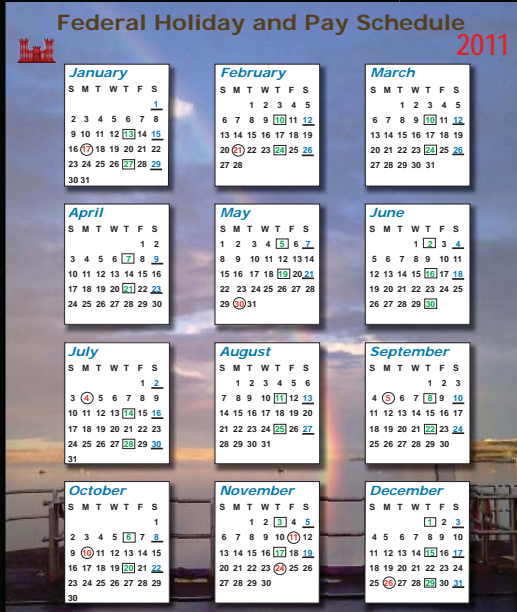 Federal Holiday and Pay Schedule
2011
January
S M T W T F S
1
2 3 4 5 6 7 8
9 10 11 12 13 14 15
16 17 18 19 20 21 22
23 24 25 26 27 28 29
30 31
February
S M T W T F S
1 2 3 4 5
6 7 8 9 10 11 12
13 14 15 16 17 18 19
20 21 22 23 24 25 26
27 28
March
S M T W T F S
1 2 3 4 5
6 7 8 9 10 11 12
13 14 15 16 17 18 19
20 21 22 23 24 25 26
27 28 29 30 31
April
S M T W T F S
1 2
3 4 5 6 7 8 9
10 11 12 13 14 15 16
17 18 19 20 21 22 23
24 25 26 27 28 29 30
May
S M T W T F S
1 2 3 4 5 6 7
8 9 10 11 12 13 14
15 16 17 18 19 20 21
22 23 24 25 26 27 28
29 30 31
June
S M T W T F S
1 2 3 4
5 6 7 8 9 10 11
12 13 14 15 16 17 18
19 20 21 22 23 24 25
26 27 28 29 30
July
S M T W T F S
1 2
3 4 5 6 7 8 9
10 11 12 13 14 15 16
17 18 19 20 21 22 23
24 25 26 27 28 29 30
31
August
S M T W T F S
1 2 3 4 5 6
7 8 9 10 11 12 13
14 15 16 17 18 19 20
21 22 23 24 25 26 27
28 29 30 31
September
S M T W T F S
1 2 3
4 5 6 7 8 9 10
11 12 13 14 15 16 17
18 19 20 21 22 23 24
25 26 27 28 29 30
October
S M T W T F S
1
2 3 4 5 6 7 8
9 10 11 12 13 14 15
16 17 18 19 20 21 22
23 24 25 26 27 28 29
30
November
S M T W T F S
1 2 3 4 5
6 7 8 9 10 11 12
13 14 15 16 17 18 19
20 21 22 23 24 25 26
27 28 29 30
December
S M T W T F S
1 2 3
4 5 6 7 8 9 10
11 12 13 14 15 16 17
18 19 20 21 22 23 24
25 26 27 28 29 30 31